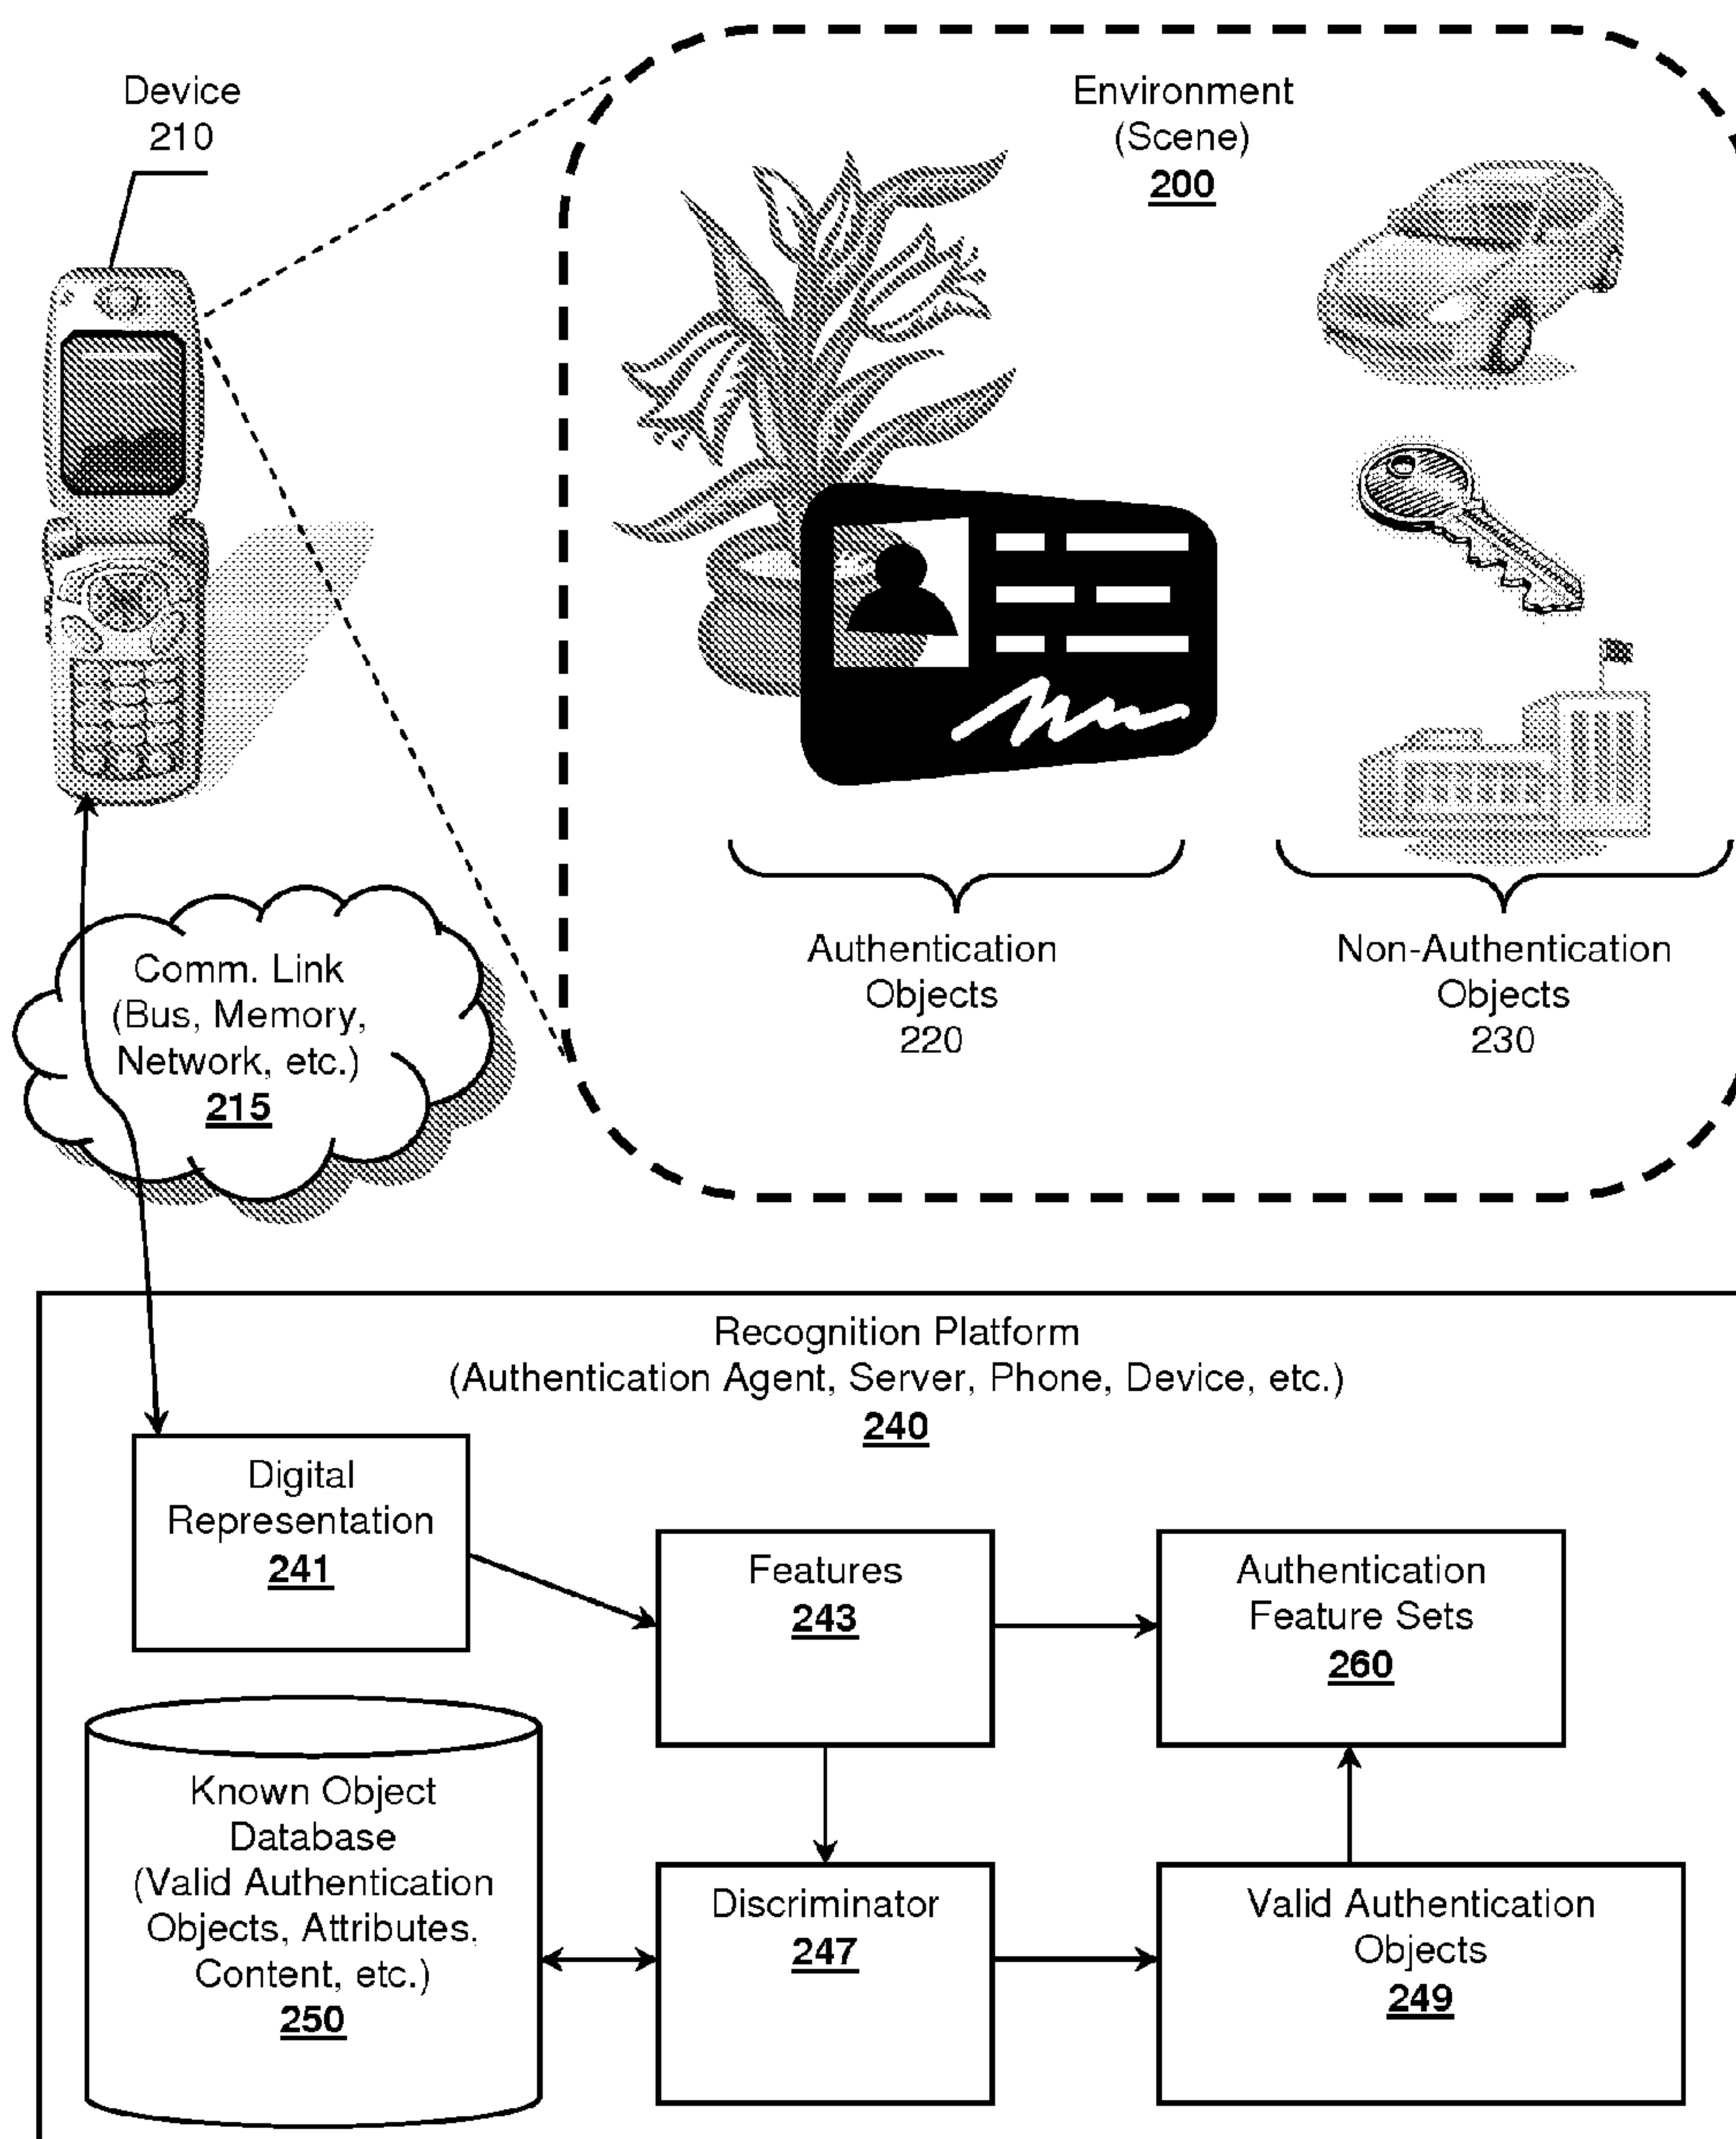 Device
210
Environment
(Scene)
200
Authentication
Objects
220
Non-Authentication
Objects
230
Comm. Link
(Bus, Memory,
Network, etc.)
215
Recognition Platform
(Authentication Agent, Server, Phone, Device, etc.)
240
Digital
Representation
241
Features
243
Authentication
Feature Sets
260
Known Object
Database
(Valid Authentication
Objects, Attributes,
Content, etc.)
250
Discriminator
247
Valid Authentication
Objects
249